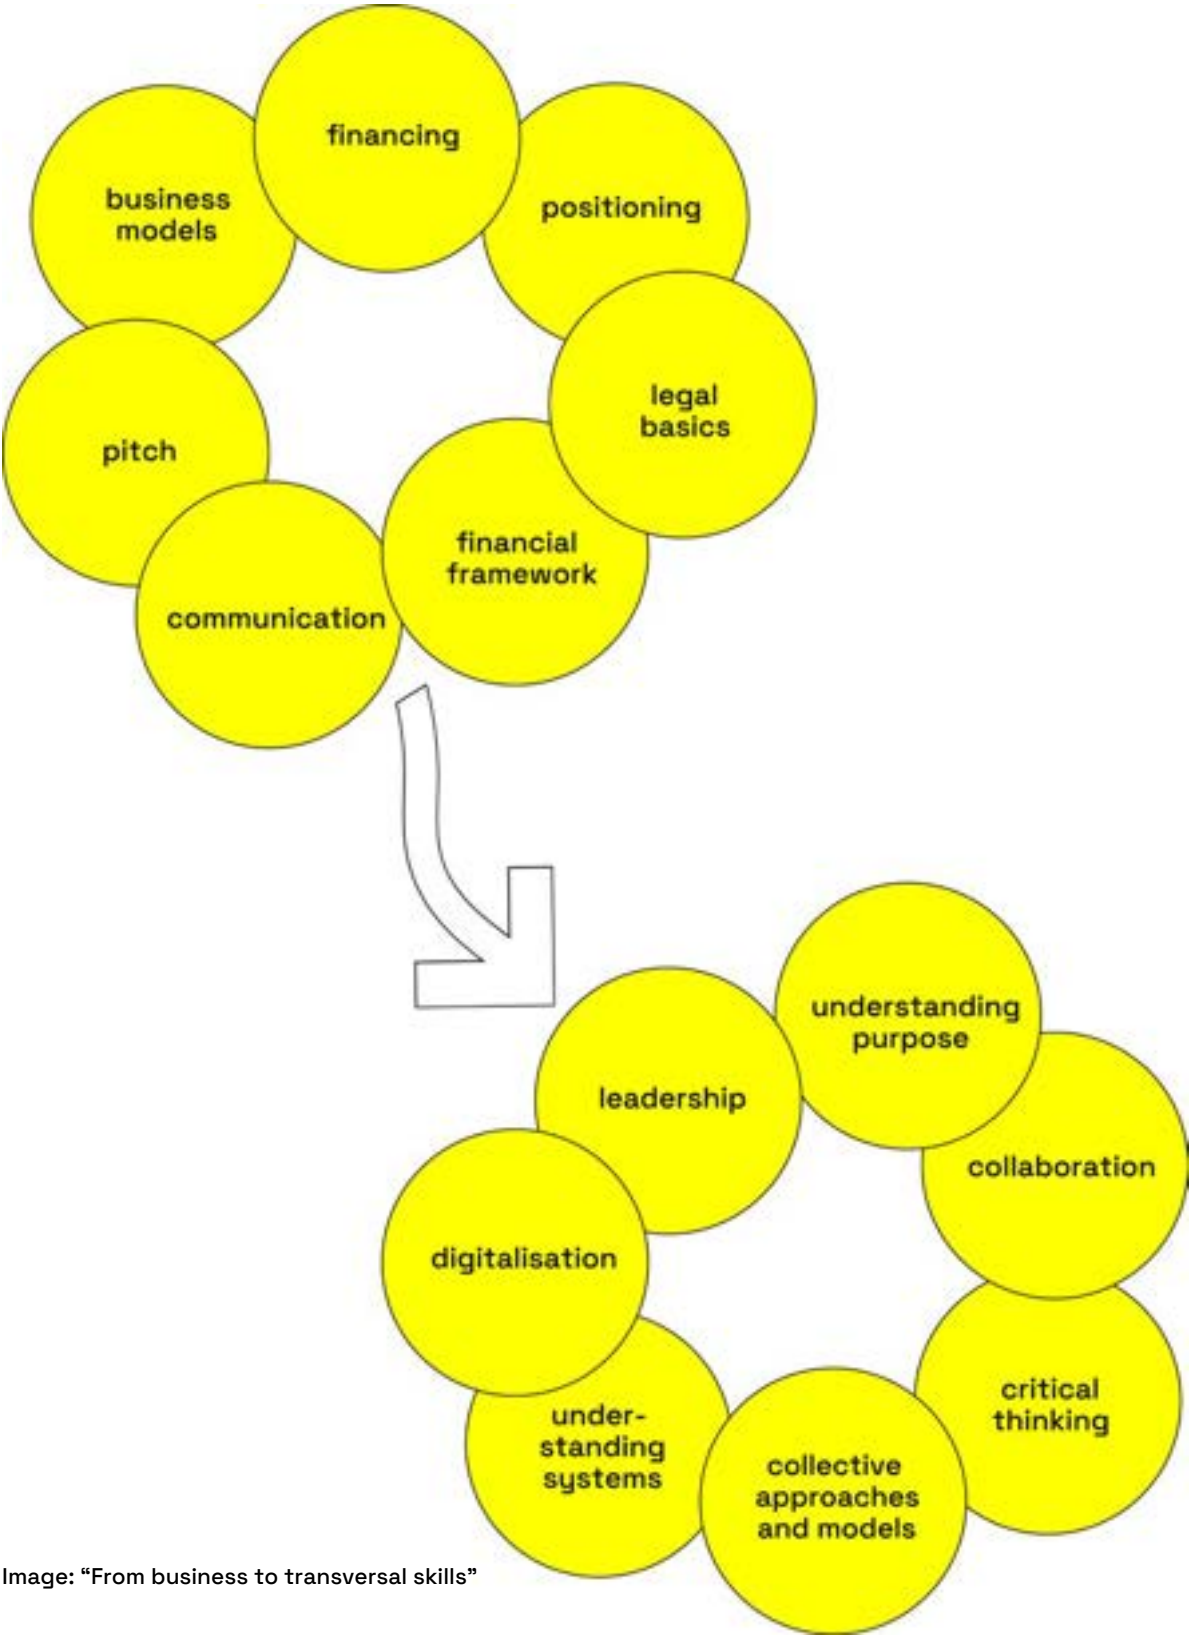 financing
business
models
positioning
legal
basics
pitch
financial
framework
communication
understanding
purpose
leadership
collaboration
digitalisation
critical
thinking
under-
standing
systems
collective
approaches
and models
Image: “From business to transversal skills”